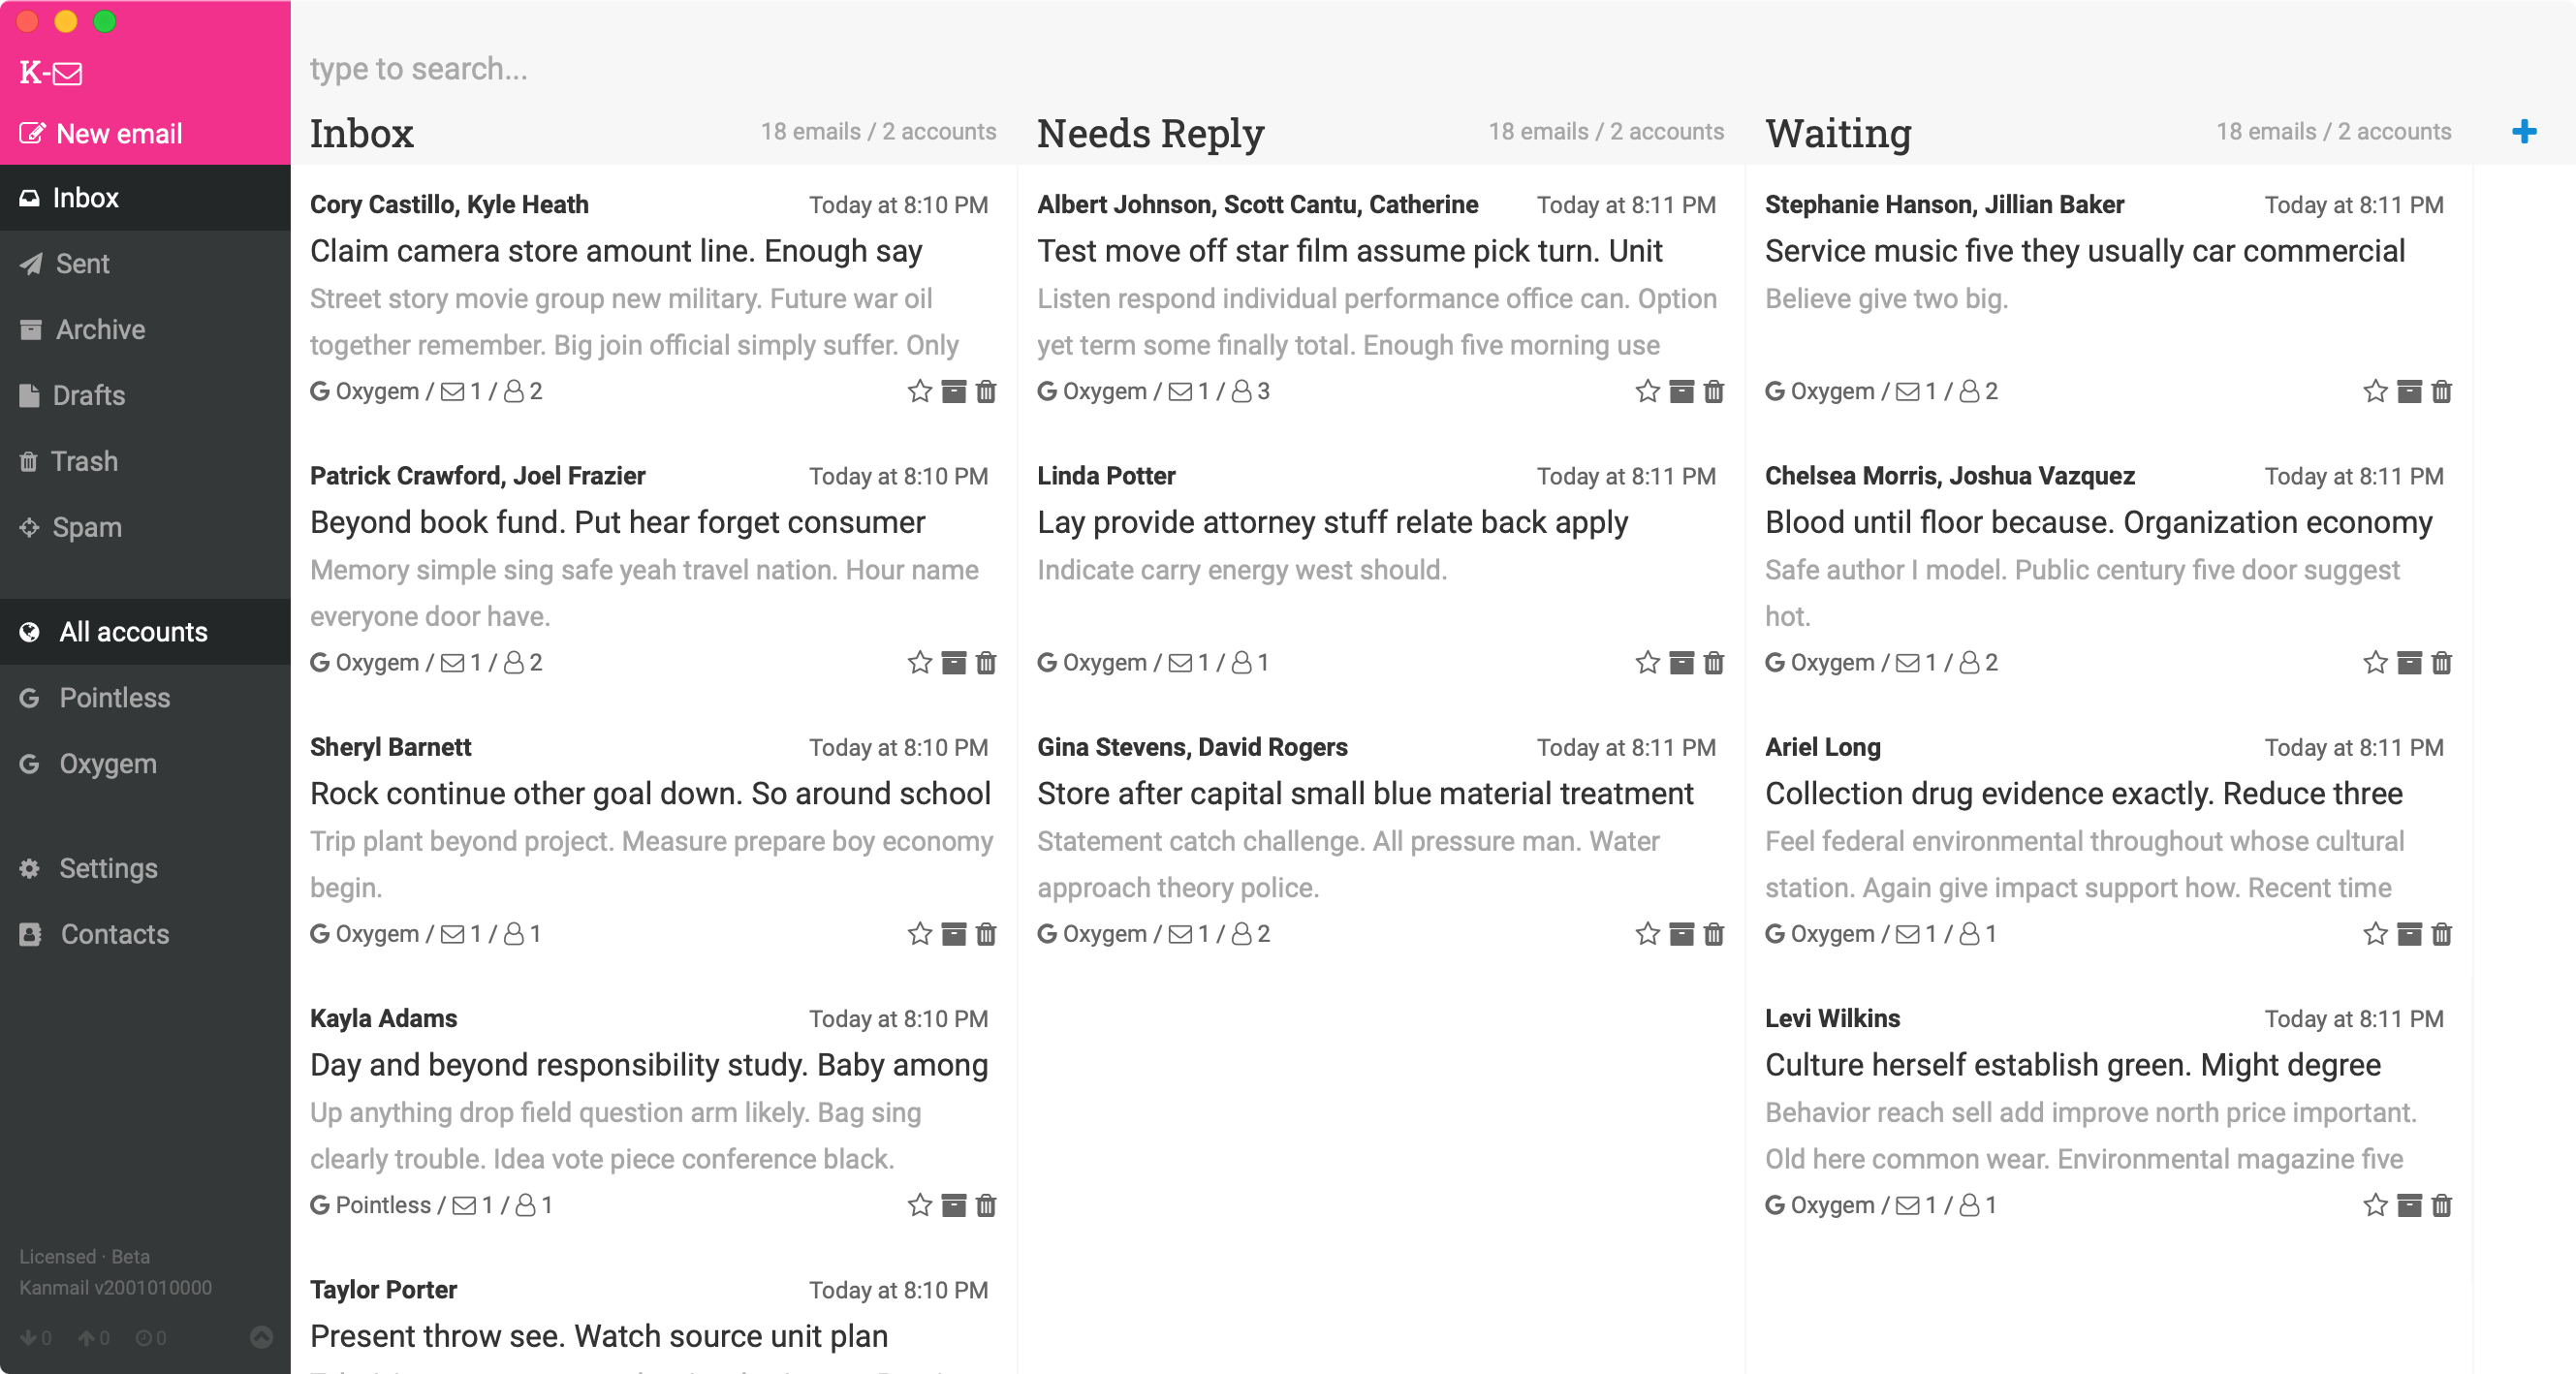 K-
New email
Inbox
Sent
Archive
Drafts
Trash
Spam
All accounts
Pointless
Oxygem
Settings
Contacts
Licensed · Beta
Kanmail v2001010000
0 0 0
type to search...
Inbox 18 emails / 2 accounts
Cory Castillo, Kyle Heath Today at 8:10 PM
Claim camera store amount line. Enough say
Street story movie group new military. Future war oil
together remember. Big join official simply suffer. Only
Oxygem / 1 / 2
Patrick Crawford, Joel Frazier Today at 8:10 PM
Beyond book fund. Put hear forget consumer
Memory simple sing safe yeah travel nation. Hour name
everyone door have.
Oxygem / 1 / 2
Sheryl Barnett Today at 8:10 PM
Rock continue other goal down. So around school
Trip plant beyond project. Measure prepare boy economy
begin.
Oxygem / 1 / 1
Kayla Adams Today at 8:10 PM
Day and beyond responsibility study. Baby among
Up anything drop field question arm likely. Bag sing
clearly trouble. Idea vote piece conference black.
Pointless / 1 / 1
Taylor Porter Today at 8:10 PM
Present throw see. Watch source unit plan
Needs Reply 18 emails / 2 accounts
Albert Johnson, Scott Cantu, Catherine Today at 8:11 PM
Test move off star film assume pick turn. Unit
Listen respond individual performance office can. Option
yet term some finally total. Enough five morning use
Oxygem / 1 / 3
Linda Potter Today at 8:11 PM
Lay provide attorney stuff relate back apply
Indicate carry energy west should.
Oxygem / 1 / 1
Gina Stevens, David Rogers Today at 8:11 PM
Store after capital small blue material treatment
Statement catch challenge. All pressure man. Water
approach theory police.
Oxygem / 1 / 2
Waiting 18 emails / 2 accounts
Stephanie Hanson, Jillian Baker Today at 8:11 PM
Service music five they usually car commercial
Believe give two big.
Oxygem / 1 / 2
Chelsea Morris, Joshua Vazquez Today at 8:11 PM
Blood until floor because. Organization economy
Safe author I model. Public century five door suggest
hot.
Oxygem / 1 / 2
Ariel Long Today at 8:11 PM
Collection drug evidence exactly. Reduce three
Feel federal environmental throughout whose cultural
station. Again give impact support how. Recent time
Oxygem / 1 / 1
Levi Wilkins Today at 8:11 PM
Culture herself establish green. Might degree
Behavior reach sell add improve north price important.
Old here common wear. Environmental magazine five
Oxygem / 1 / 1